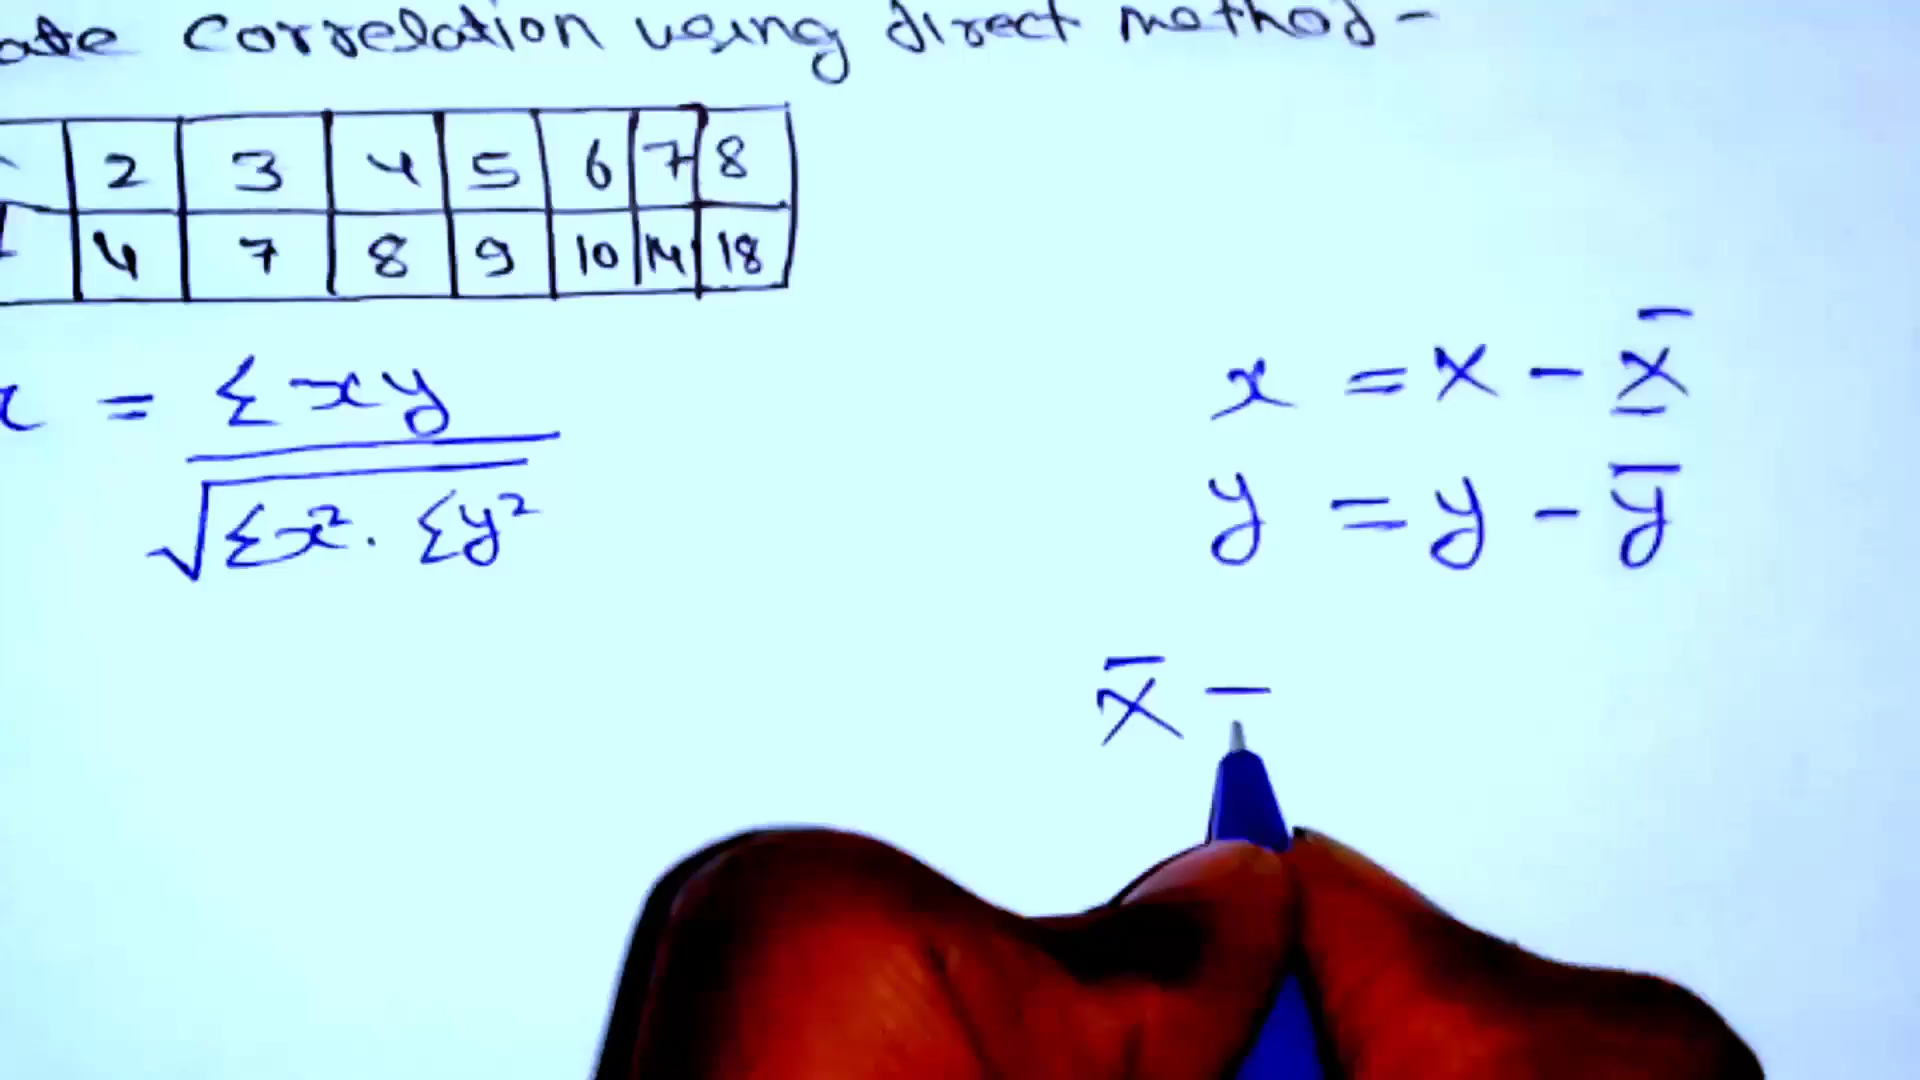 ate correlation using direct method-
2 3 4 5 6 7 8
4 7 8 9 10 14 18
= Σxy
√Σx². Σy²
x = X - X̄
y = y - ȳ
X̄ -